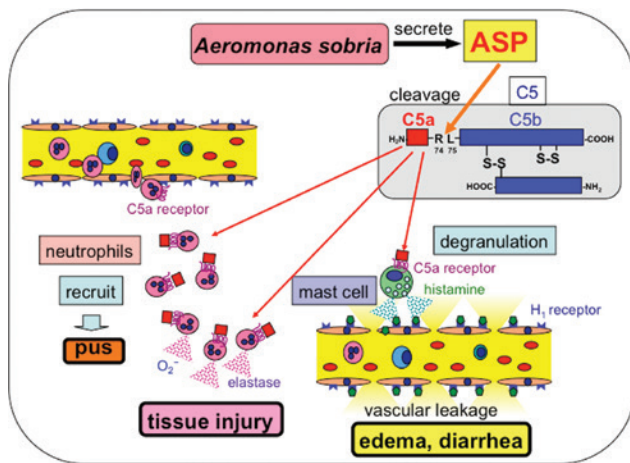 Aeromonas sobria
secrete
ASP
cleavage
C5
C5a
C5b
H₂N
R L
COOH
74 75
S-S
S-S
HOOC
NH₂
C5a receptor
neutrophils
recruit
pus
O₂⁻
elastase
tissue injury
degranulation
C5a receptor
mast cell
histamine
H₁ receptor
vascular leakage
edema, diarrhea